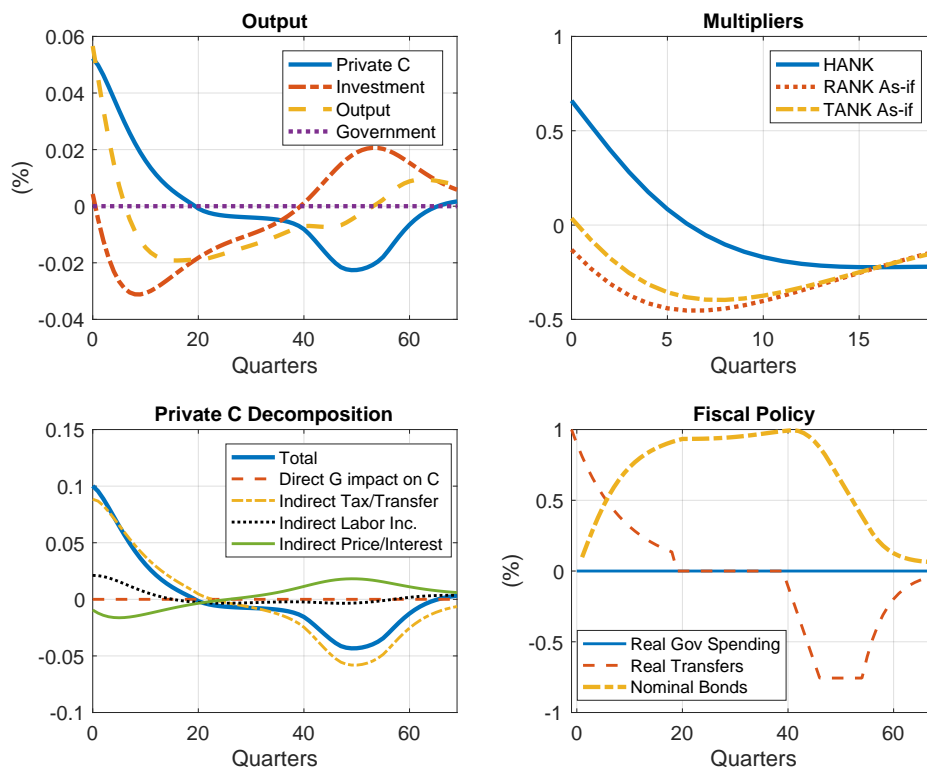 Output
0.06
0.04
0.02
0
-0.02
-0.04
(%)
0 20 40 60
Quarters
Private C
Investment
Output
Government
Multipliers
1
0.5
0
-0.5
0 5 10 15
Quarters
HANK
RANK As-if
TANK As-if
Private C Decomposition
0.15
0.1
0.05
0
-0.05
-0.1
0 20 40 60
Quarters
Total
Direct G impact on C
Indirect Tax/Transfer
Indirect Labor Inc.
Indirect Price/Interest
Fiscal Policy
1
0.5
0
-0.5
-1
(%)
0 20 40 60
Quarters
Real Gov Spending
Real Transfers
Nominal Bonds